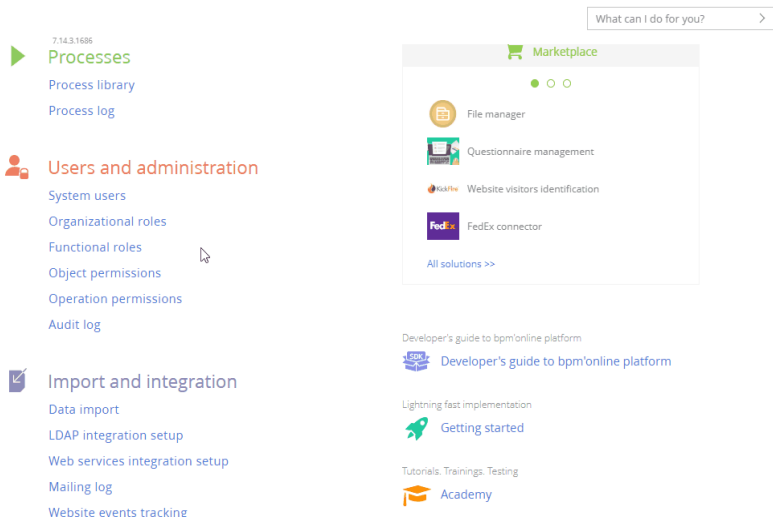 What can I do for you?
7.14.3.1686
Processes
Process library
Process log
Users and administration
System users
Organizational roles
Functional roles
Object permissions
Operation permissions
Audit log
Import and integration
Data import
LDAP integration setup
Web services integration setup
Mailing log
Website events tracking
Marketplace
File manager
Questionnaire management
KickFire
Website visitors identification
FedEx
FedEx connector
All solutions >>
Developer's guide to bpm'online platform
SDK
Developer's guide to bpm'online platform
Lightning fast implementation
Getting started
Tutorials. Trainings. Testing
Academy